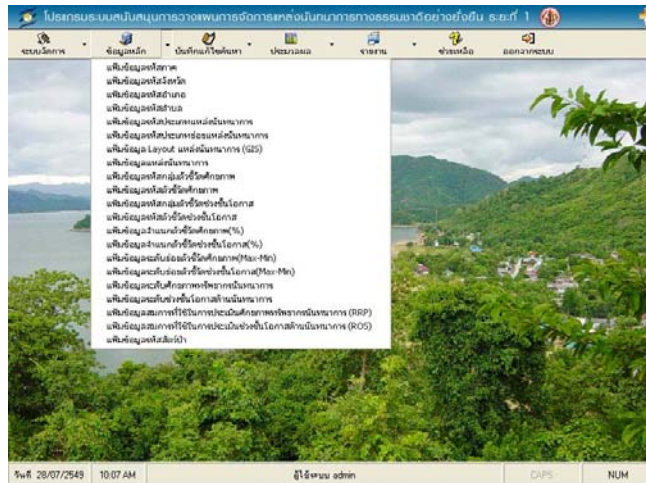 โปรแกรมระบบสนับสนุนการวางแผนการจัดการแหล่งนันทนาการทางธรรมชาติอย่างยั่งยืน ระยะที่ 1
ระบบจัดการ ข้อมูลหลัก บันทึกแก้ไขค้นหา ประมวลผล รายงาน ช่วยเหลือ ออกจากระบบ
แฟ้มข้อมูลรหัสภาค
แฟ้มข้อมูลรหัสจังหวัด
แฟ้มข้อมูลรหัสอำเภอ
แฟ้มข้อมูลรหัสตำบล
แฟ้มข้อมูลรหัสประเภทแหล่งนันทนาการ
แฟ้มข้อมูลรหัสประเภทย่อยแหล่งนันทนาการ
แฟ้มข้อมูล Layout แหล่งนันทนาการ (GIS)
แฟ้มข้อมูลแหล่งนันทนาการ
แฟ้มข้อมูลรหัสกลุ่มตัวชี้วัดศักยภาพ
แฟ้มข้อมูลรหัสตัวชี้วัดศักยภาพ
แฟ้มข้อมูลรหัสกลุ่มตัวชี้วัดช่วงชั้นโอกาส
แฟ้มข้อมูลรหัสตัวชี้วัดช่วงชั้นโอกาส
แฟ้มข้อมูลจำแนกตัวชี้วัดศักยภาพ(%)
แฟ้มข้อมูลจำแนกตัวชี้วัดช่วงชั้นโอกาส(%)
แฟ้มข้อมูลระดับย่อยตัวชี้วัดศักยภาพ(Max-Min)
แฟ้มข้อมูลระดับย่อยตัวชี้วัดช่วงชั้นโอกาส(Max-Min)
แฟ้มข้อมูลระดับศักยภาพทรัพยากรนันทนาการ
แฟ้มข้อมูลระดับช่วงชั้นโอกาสด้านนันทนาการ
แฟ้มข้อมูลสมการที่ใช้ในการประเมินศักยภาพทรัพยากรนันทนาการ (RRP)
แฟ้มข้อมูลสมการที่ใช้ในการประเมินช่วงชั้นโอกาสด้านนันทนาการ (ROS)
แฟ้มข้อมูลรหัสสัตว์ป่า
วันที่ 28/07/2549 10:07 AM ผู้ใช้ระบบ admin CAPS NUM